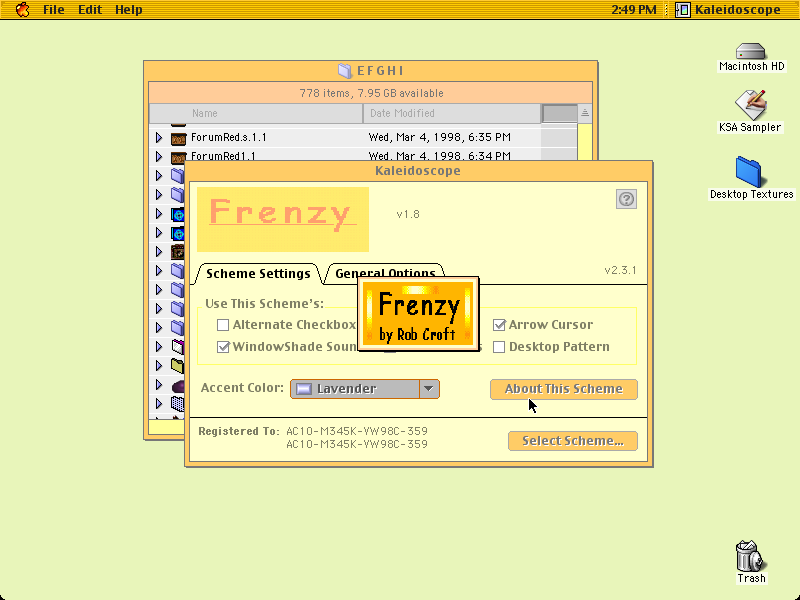 File Edit Help 2:49 PM Kaleidoscope
Macintosh HD
KSA Sampler
Desktop Textures
Trash
E F G H I
778 items, 7.95 GB available
Name Date Modified
ForumRed.s.1.1 Wed, Mar 4, 1998, 6:35 PM
ForumRed1.1 Wed, Mar 4, 1998, 6:34 PM
Kaleidoscope
Frenzy v1.8
Scheme Settings General Options v2.3.1
Use This Scheme's:
Alternate Checkbox Arrow Cursor
WindowShade Soun s Desktop Pattern
Frenzy
by Rob Croft
Accent Color: Lavender About This Scheme
Registered To: AC10-M345K-YW98C-359
AC10-M345K-YW98C-359
Select Scheme...